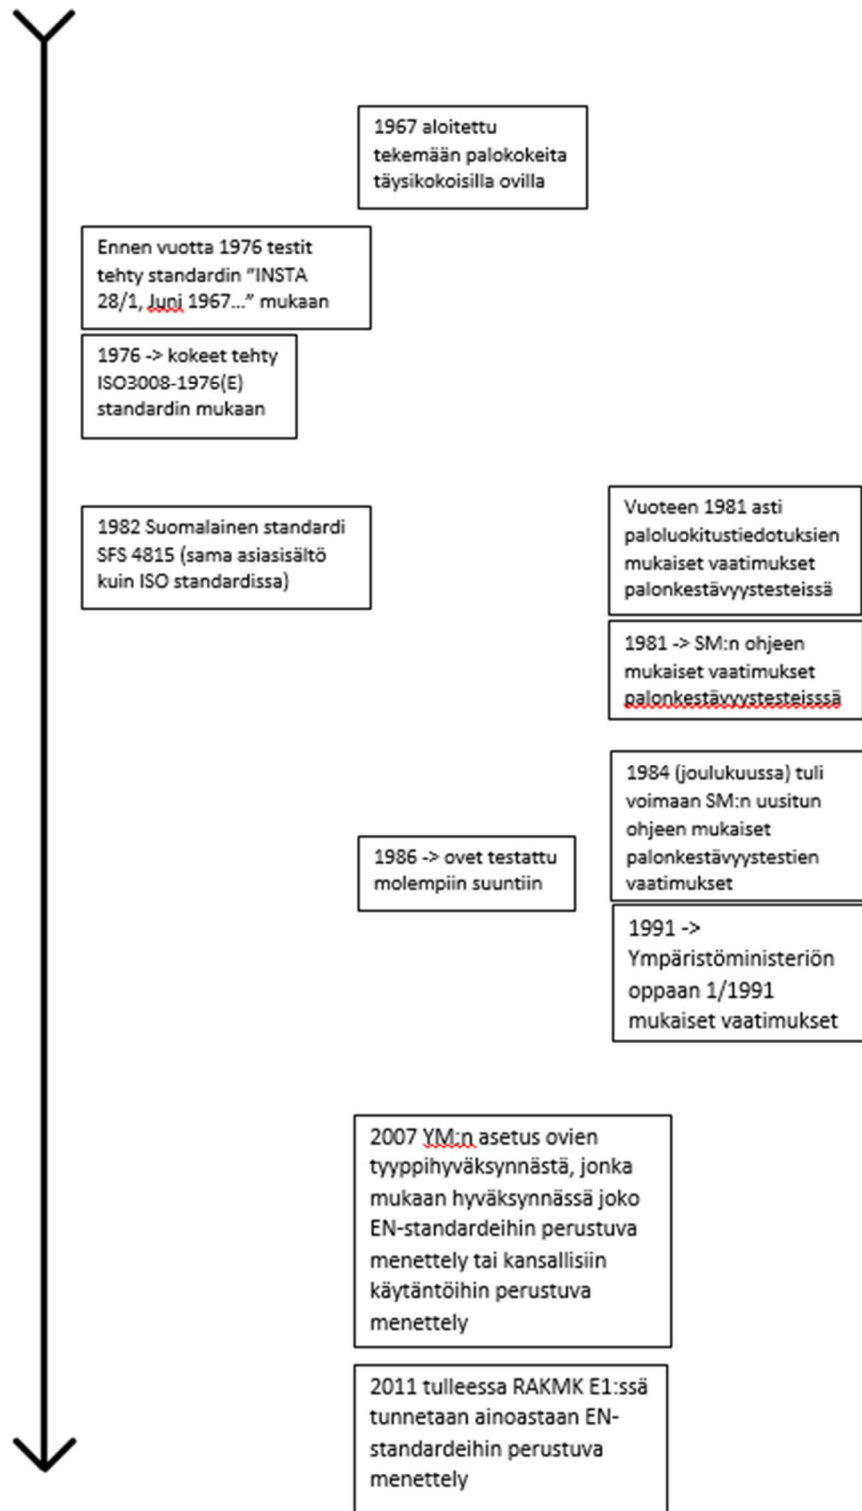 1967 aloitettu
tekemään palokokeita
täysikokoisilla ovilla
Ennen vuotta 1976 testit
tehty standardin ”INSTA
28/1, Juni 1967…” mukaan
1976 -> kokeet tehty
ISO3008-1976(E)
standardin mukaan
1982 Suomalainen standardi
SFS 4815 (sama asiasisältö
kuin ISO standardissa)
Vuoteen 1981 asti
paloluokitustiedotuksien
mukaiset vaatimukset
palonkestävyystesteissä
1981 -> SM:n ohjeen
mukaiset vaatimukset
palonkestävyystesteisssä
1984 (joulukuussa) tuli
voimaan SM:n uusitun
ohjeen mukaiset
palonkestävyystestien
vaatimukset
1986 -> ovet testattu
molempiin suuntiin
1991 ->
Ympäristöministeriön
oppaan 1/1991
mukaiset vaatimukset
2007 YM:n asetus ovien
tyyppihyväksynnästä, jonka
mukaan hyväksynnässä joko
EN-standardeihin perustuva
menettely tai kansallisiin
käytäntöihin perustuva
menettely
2011 tulleessa RAKMK E1:ssä
tunnetaan ainoastaan EN-
standardeihin perustuva
menettely